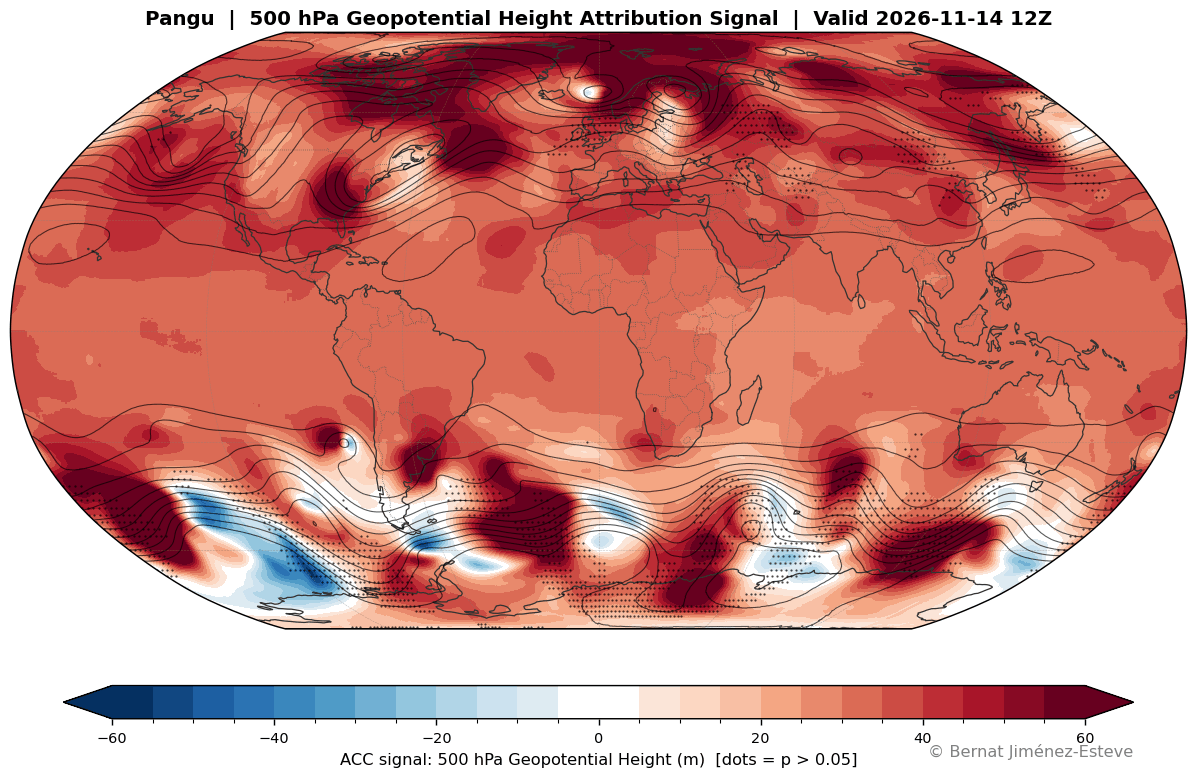 Pangu | 500 hPa Geopotential Height Attribution Signal | Valid 2026-11-14 12Z
−60 −40 −20 0 20 40 60
ACC signal: 500 hPa Geopotential Height (m) [dots = p > 0.05]
© Bernat Jiménez-Esteve